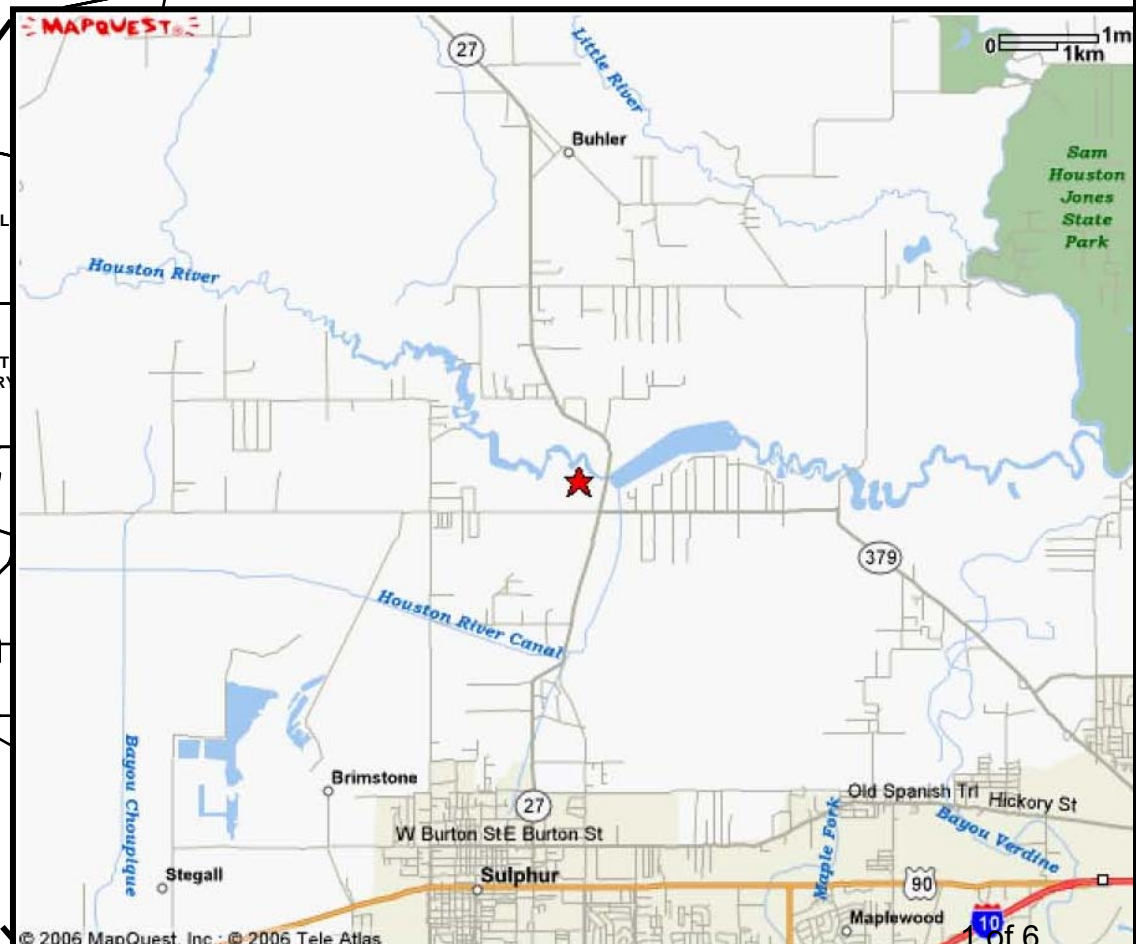 MAPQUEST®
27
Little River
0
1m
1km
Buhler
Sam
Houston
Jones
State
Park
L
Houston River
T
RY
379
Houston River Canal
Bayou Choupique
Brimstone
27
Old Spanish Trl
Hickory St
W Burton St
E Burton St
Maple Fork
Bayou Verdine
Stegall
Sulphur
90
Maplewood
10
© 2006 MapQuest, Inc.; © 2006 Tele Atlas
1 of 6